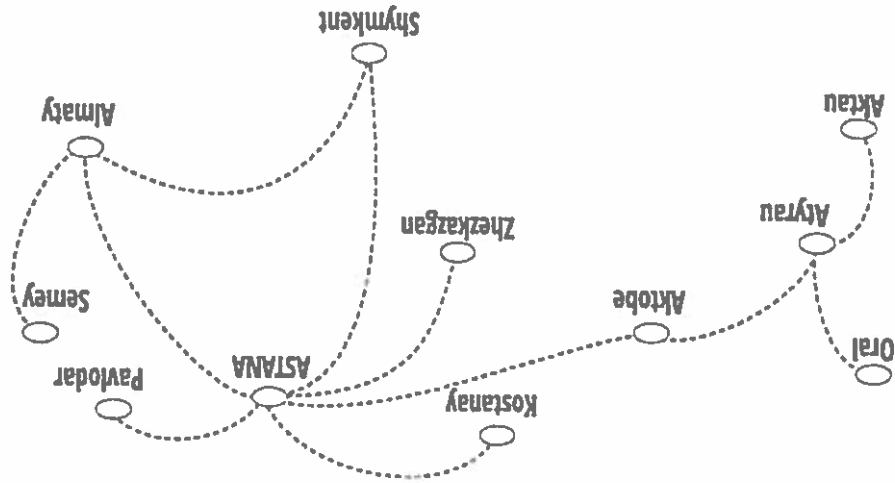 Kostanay
Oral
Pavlodar
ASTANA
Aktobe
Semey
Zhezkazgan
Atyrau
Almaty
Aktau
Shymkent